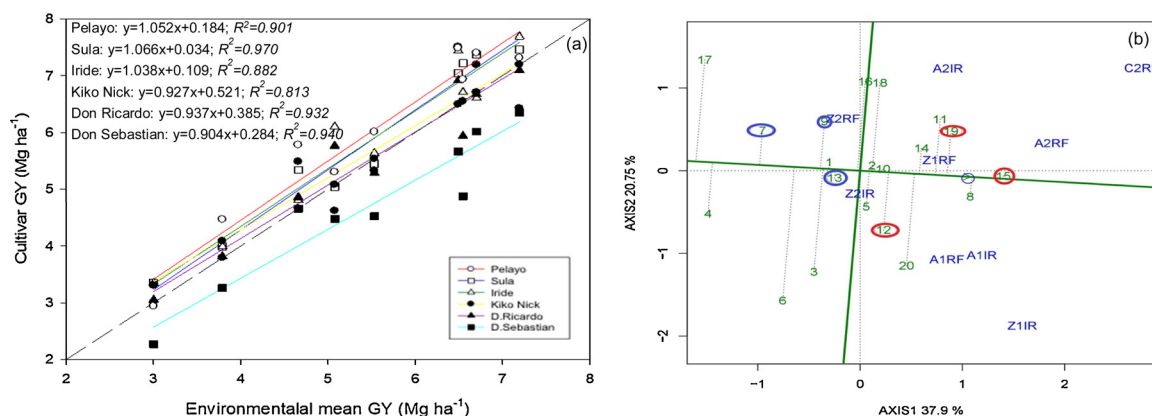 Pelayo: y=1.052x+0.184; R²=0.901
Sula: y=1.066x+0.034; R²=0.970
Iride: y=1.038x+0.109; R²=0.882
Kiko Nick: y=0.927x+0.521; R²=0.813
Don Ricardo: y=0.937x+0.385; R²=0.932
Don Sebastian: y=0.904x+0.284; R²=0.940
(a)
8
7
6
5
4
3
2
Cultivar GY (Mg ha⁻¹)
Pelayo
Sula
Iride
Kiko Nick
D.Ricardo
D.Sebastian
2 3 4 5 6 7 8
Environmentalal mean GY (Mg ha⁻¹)
(b)
AXIS2 20.75 %
1
0
-1
-2
17
A2IR
C2R
16 18
7
9 Z2RF
11
19
A2RF
14
Z1RF
1
2
10
13
15
Z2IR
8
4
5
12
A1RF
A1IR
20
3
6
Z1IR
-1 0 1 2
AXIS1 37.9 %